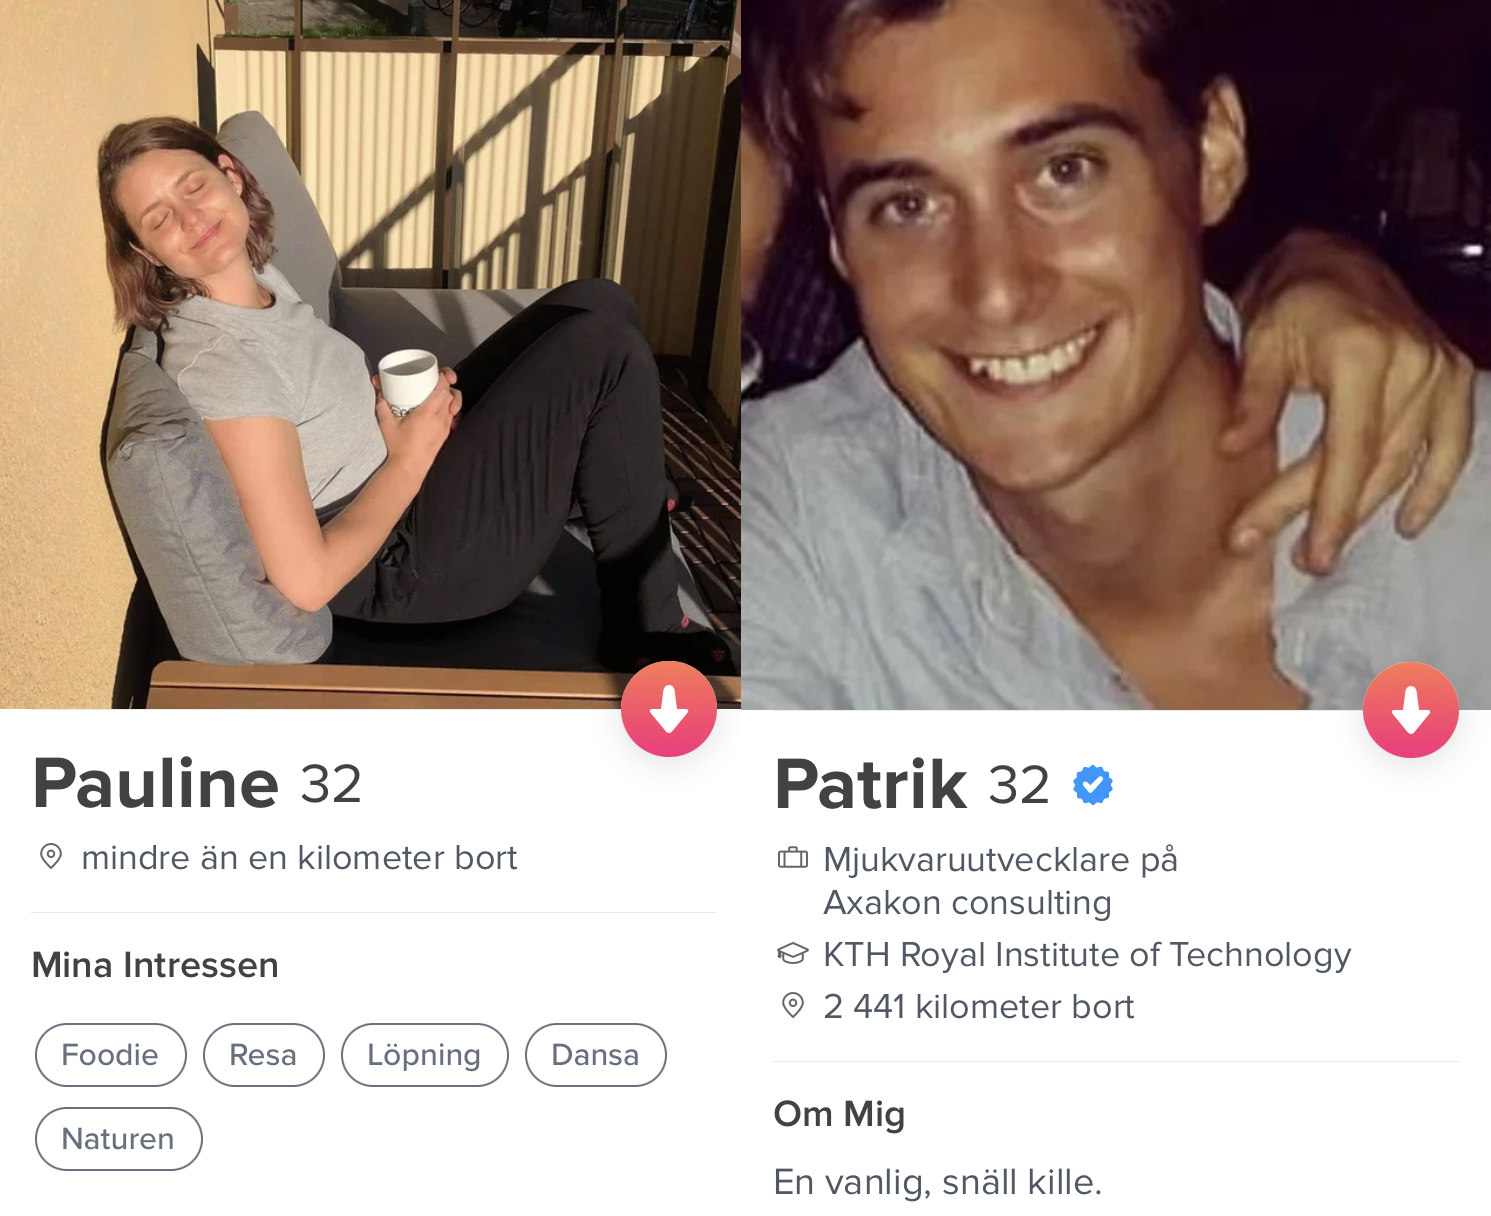 Pauline 32
mindre än en kilometer bort
Mina Intressen
Foodie
Resa
Löpning
Dansa
Naturen
Patrik 32
Mjukvaruutvecklare på
Axakon consulting
KTH Royal Institute of Technology
2 441 kilometer bort
Om Mig
En vanlig, snäll kille.